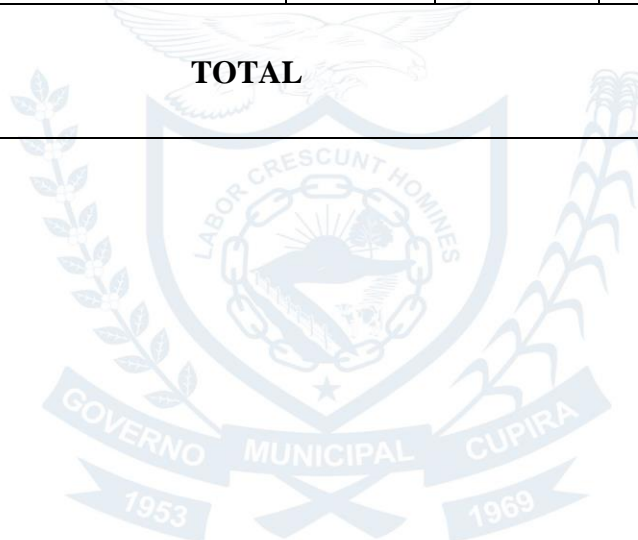 TOTAL
LABOR CRESCUNT HOMINES
GOVERNO MUNICIPAL CUPIRA
1953 1969